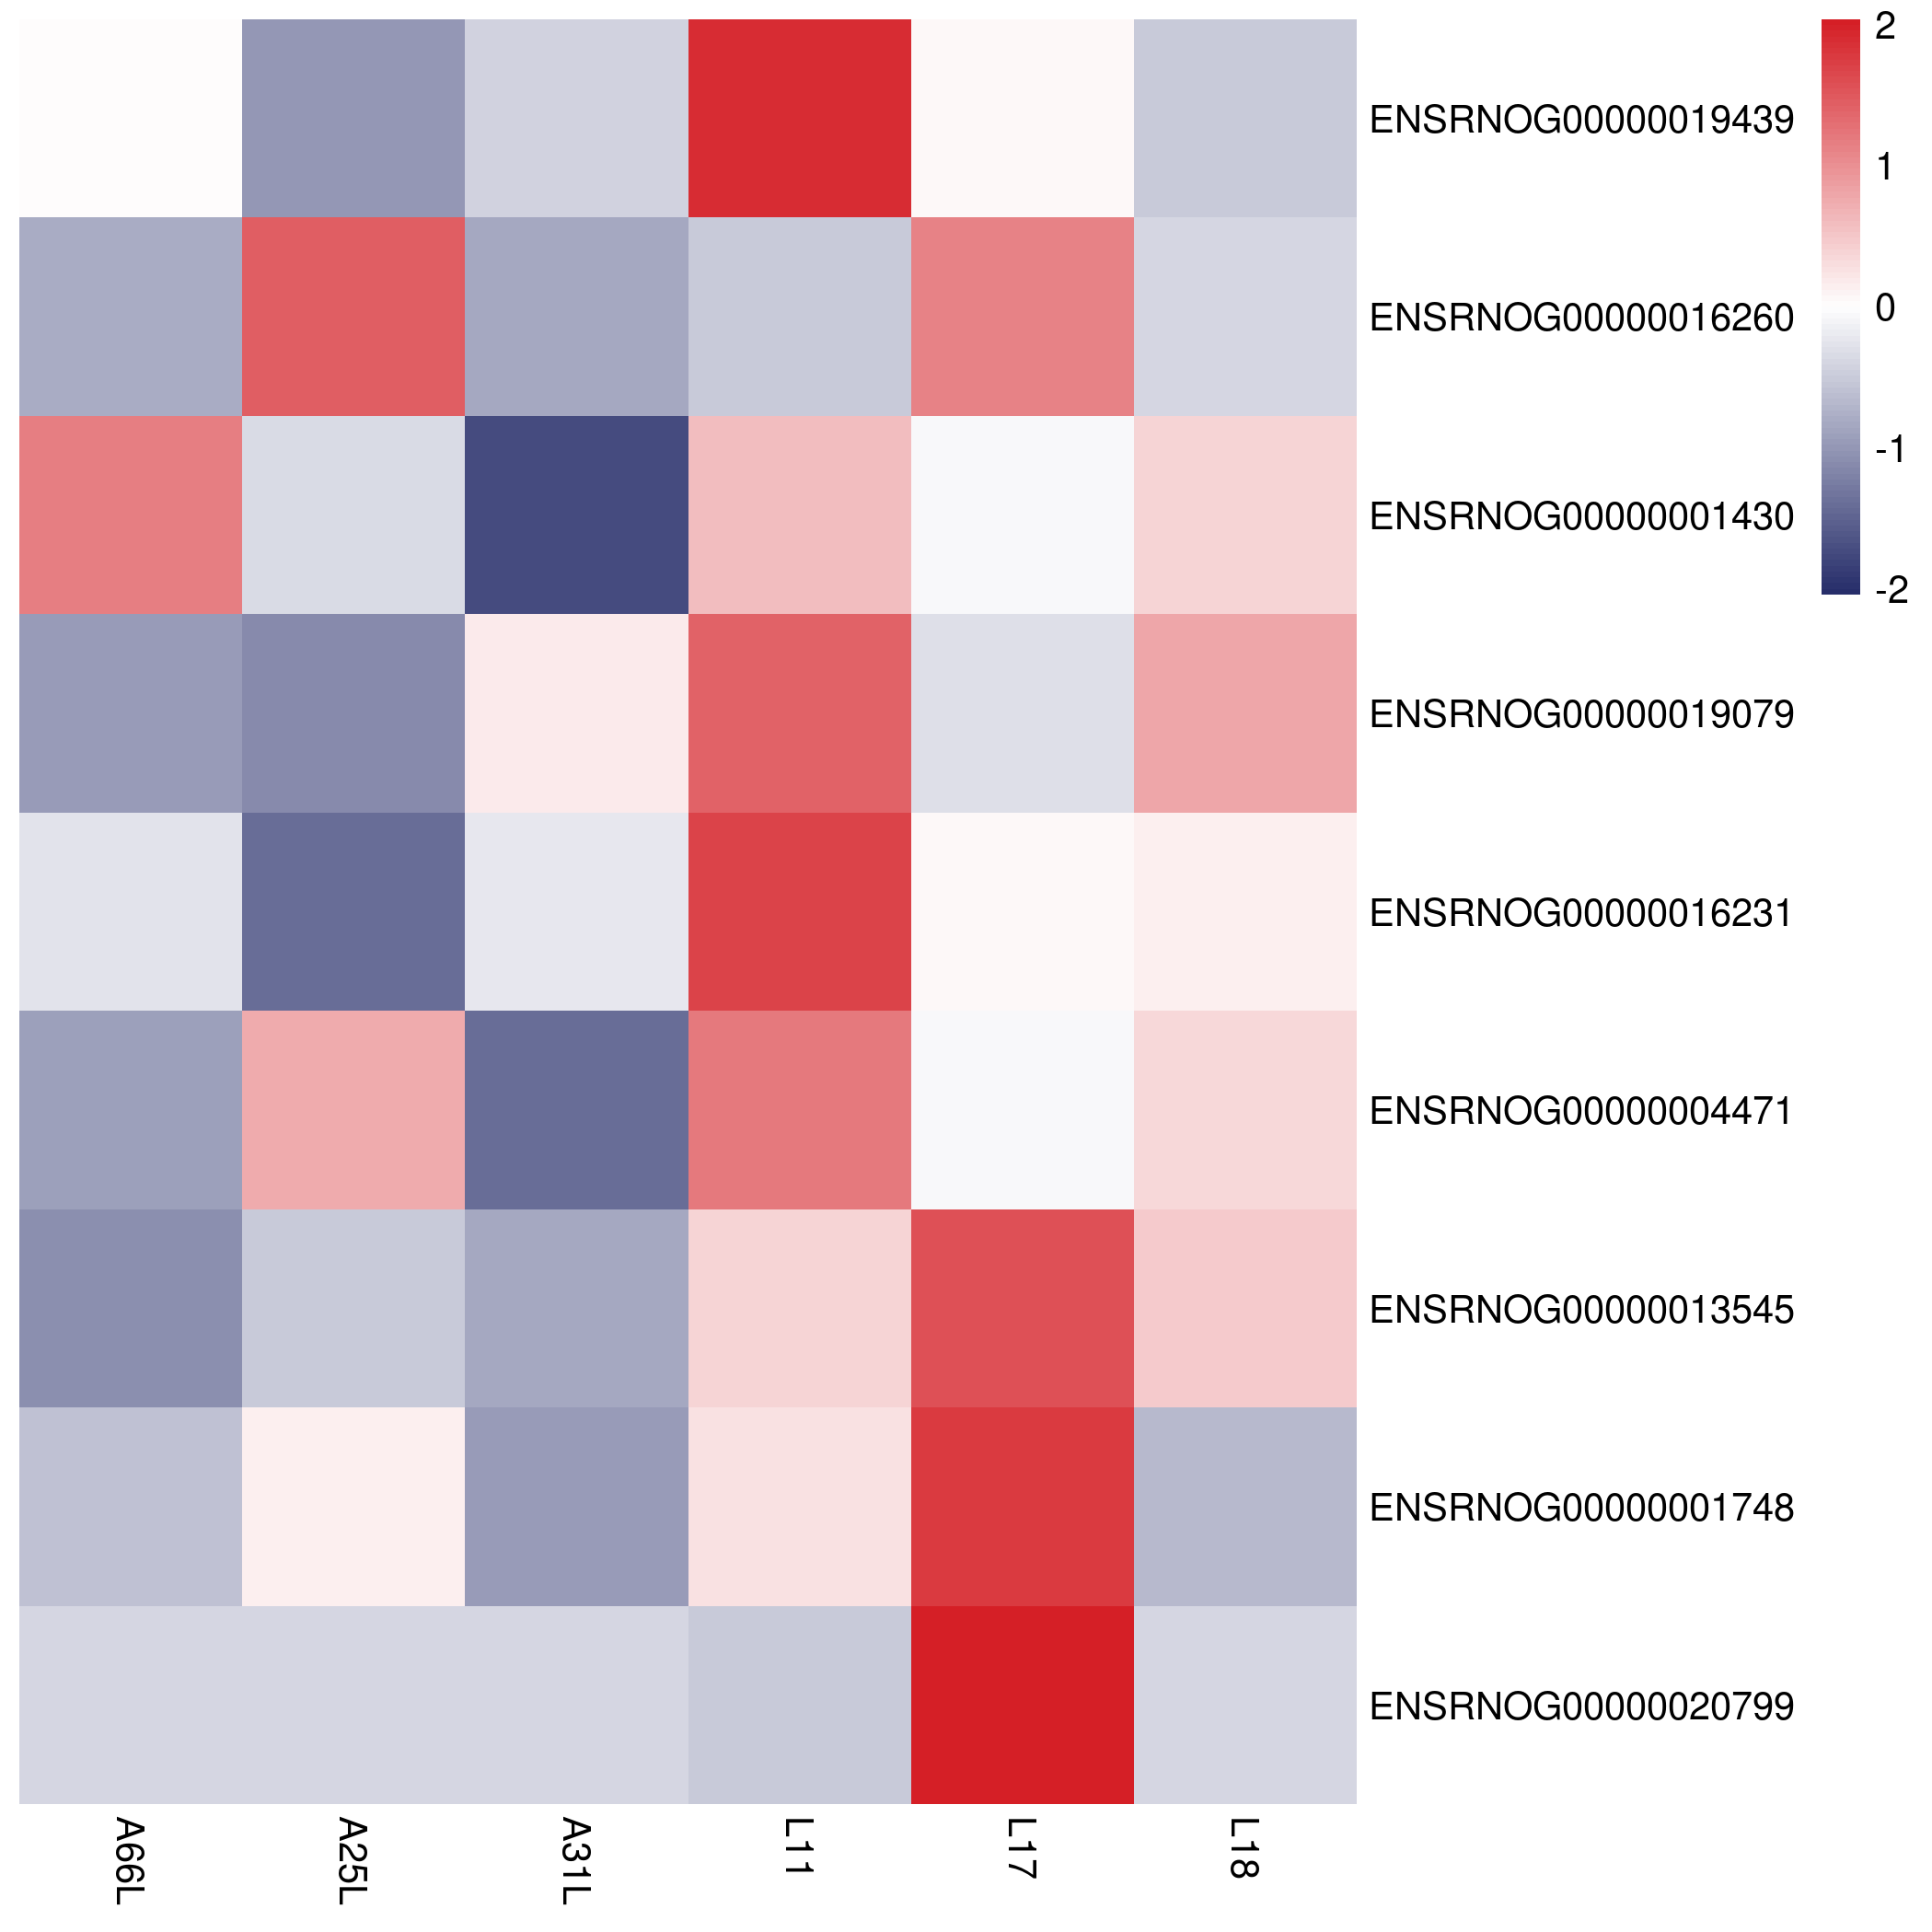 ENSRNOG00000019439
ENSRNOG00000016260
ENSRNOG00000001430
ENSRNOG00000019079
ENSRNOG00000016231
ENSRNOG00000004471
ENSRNOG00000013545
ENSRNOG00000001748
ENSRNOG00000020799
2
1
0
-1
-2
A66L
A25L
A31L
L11
L17
L18